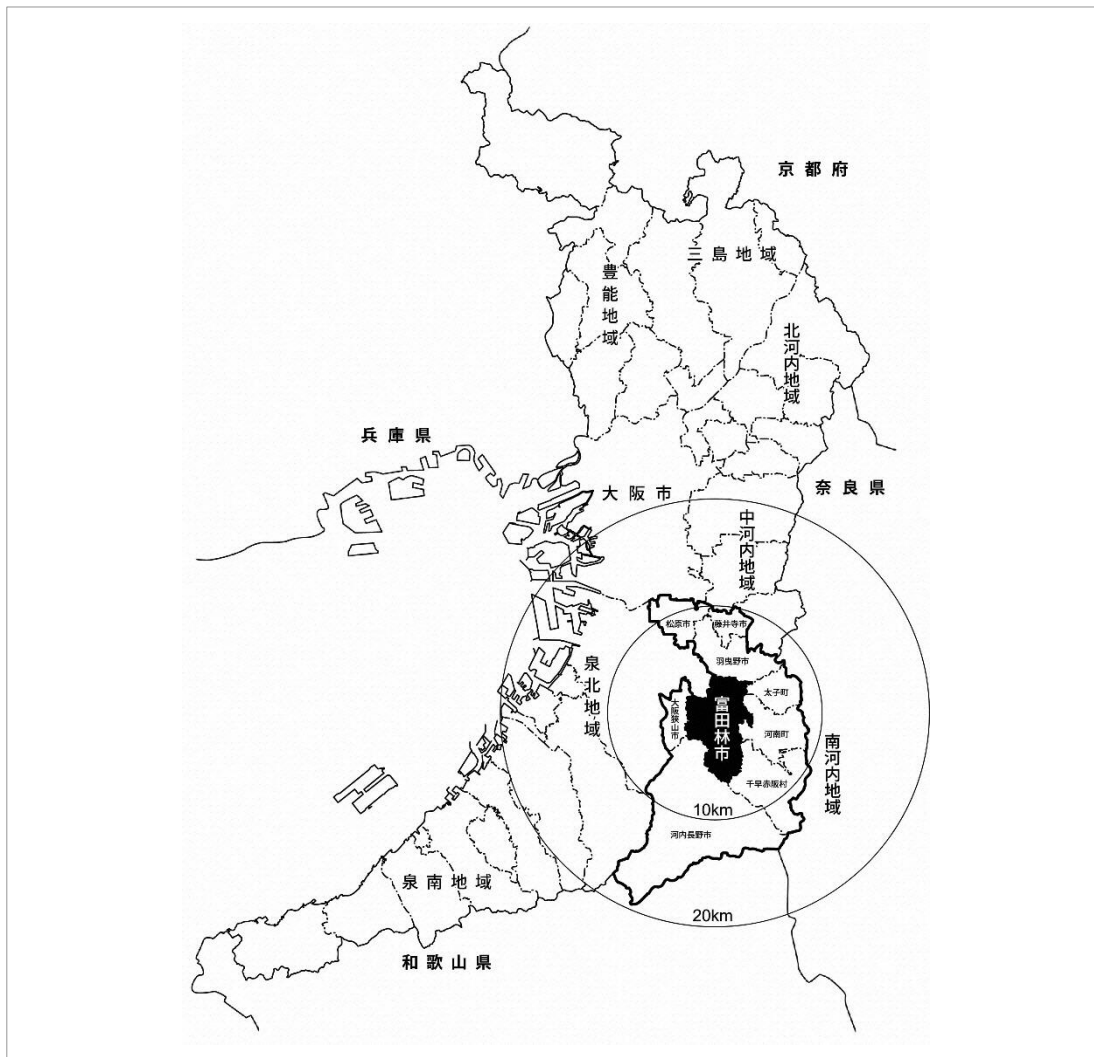 京都府
三島地域
豊能地域
北河内地域
兵庫県
奈良県
大阪市
中河内地域
松原市
藤井寺市
羽曳野市
泉北地域
太子町
大阪狭山市
富田林市
河南町
南河内地域
千早赤阪村
10km
河内長野市
泉南地域
20km
和歌山県